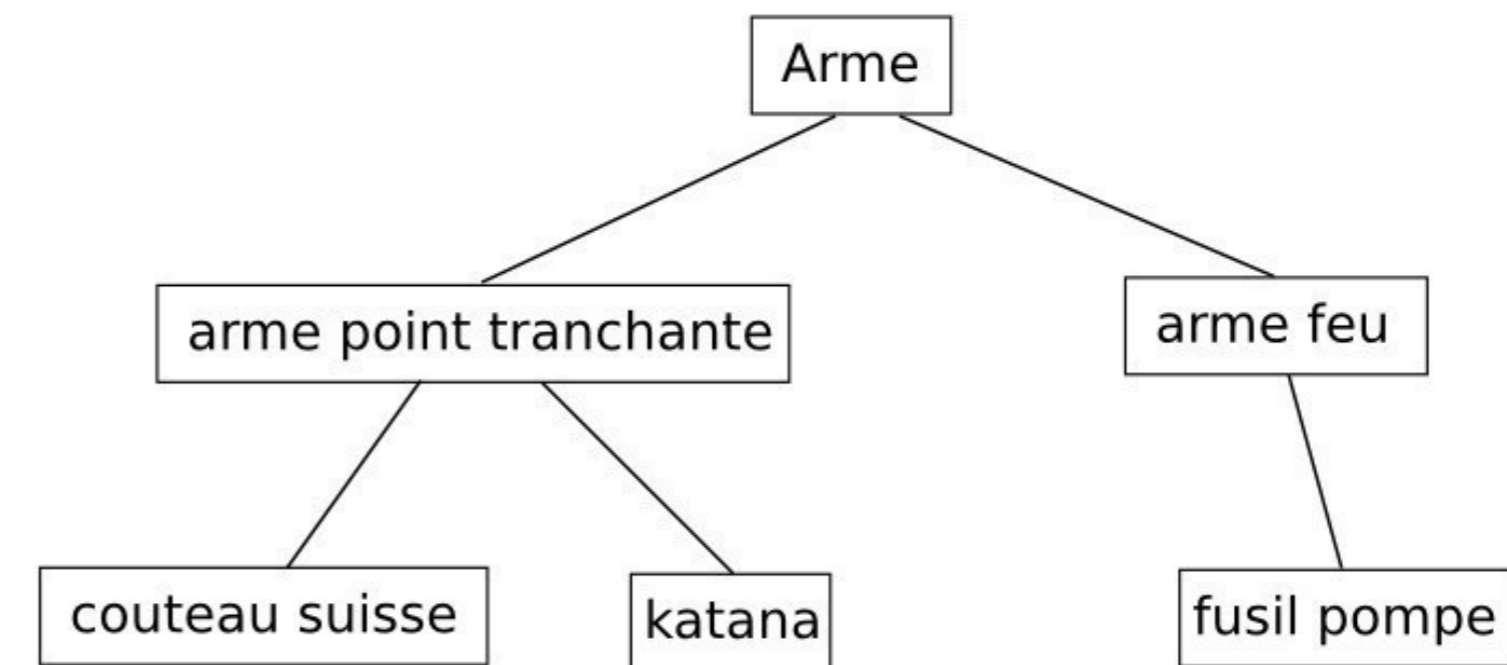 Arme
arme point tranchante
arme feu
couteau suisse
katana
fusil pompe